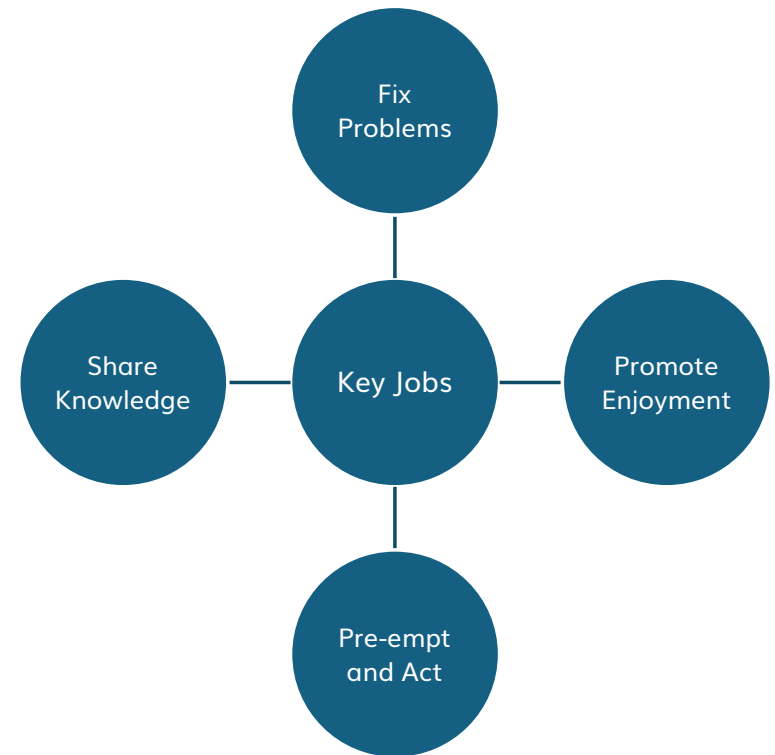 Fix
Problems
Share
Knowledge
Key Jobs
Promote
Enjoyment
Pre-empt
and Act